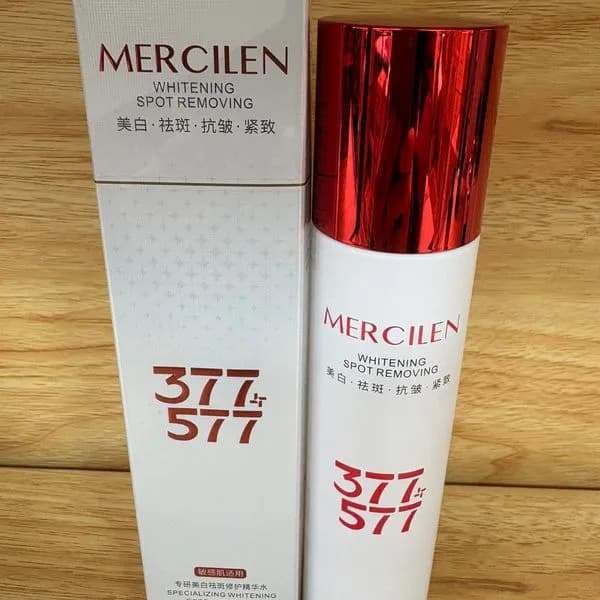 MERCILEN
WHITENING
SPOT REMOVING
美白·祛斑·抗皱·紧致
377+
577
敏感肌适用
专研美白祛斑修护精华水
SPECIALIZING WHITENING
MERCILEN
WHITENING
SPOT REMOVING
美白·祛斑·抗皱·紧致
377+
577